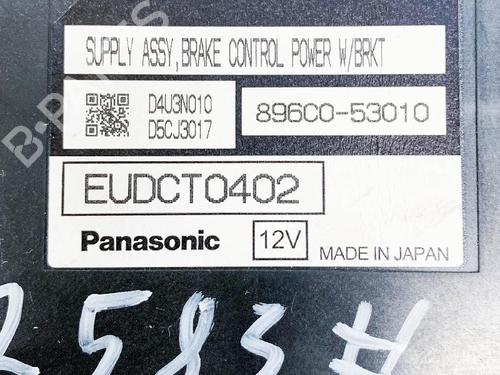 SUPPLY ASSY, BRAKE CONTROL POWER W/BRKT
D4U3N010
D5CJ3017
896C0-53010
EUDCT0402
Panasonic
12V
MADE IN JAPAN